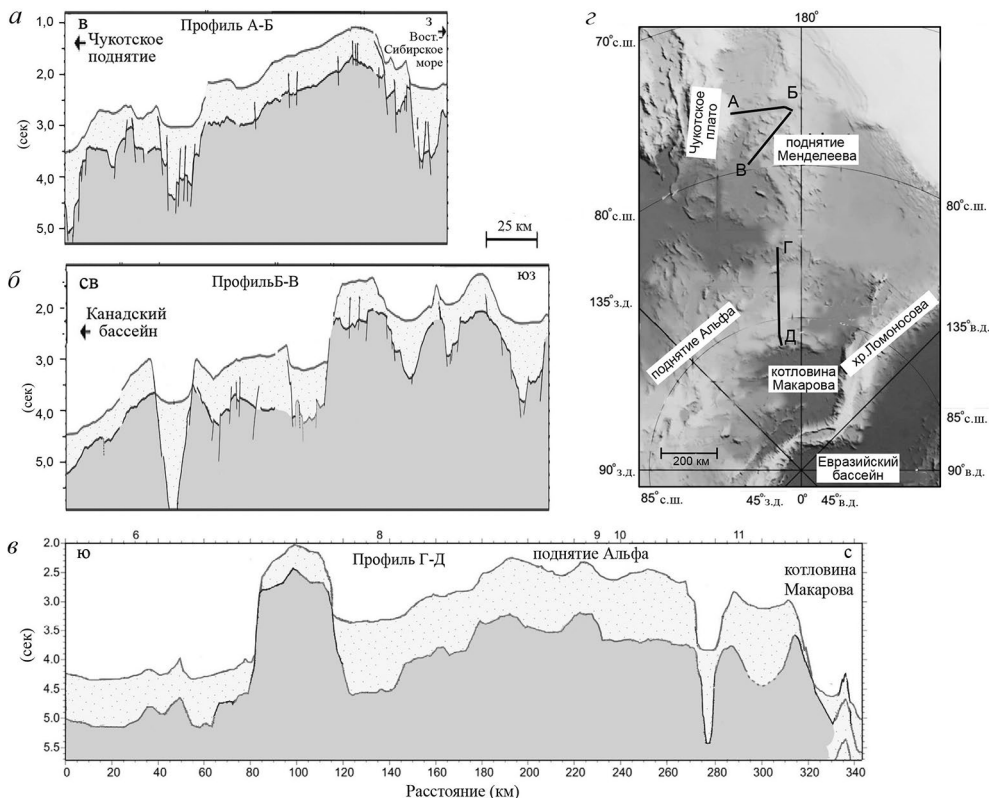 а
В
Профиль А-Б
З
Чукотское
поднятие
Вост.
Сибирское
море
1,0
2,0
3,0
4,0
5,0
(сек)
25 км
б
СВ
ПрофильБ-В
ЮЗ
Канадский
бассейн
2,0
3,0
4,0
5,0
(сек)
г
180°
70°с.ш.
А
Б
В
Чукотское
плато
поднятие
Менделеева
80°с.ш.
80°с.ш.
Г
Д
135°з.д.
135°в.д.
поднятие Альфа
хр.Ломоносова
котловина
Макарова
85°с.ш.
200 км
Евразийский
бассейн
90°з.д.
90°в.д.
85°с.ш.
45°з.д.
0°
45°в.д.
в
6
8
9
10
11
ю
Профиль Г-Д
поднятие Альфа
с
котловина
Макарова
2.0
2.5
3.0
3.5
4.0
4.5
5.0
5.5
(сек)
0
20
40
60
80
100
120
140
160
180
200
220
240
260
280
300
320
340
Расстояние (км)